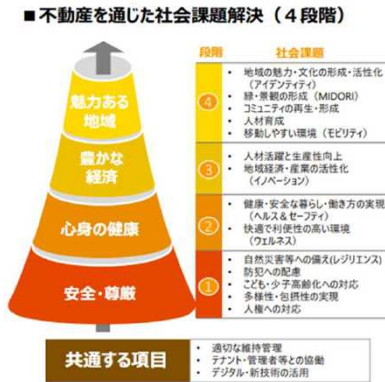 ■不動産を通じた社会課題解決(4段階)
段階 社会課題
魅力ある
地域
④
• 地域の魅力・文化の形成・活性化
(アイデンティティ)
• 緑・景観の形成(MIDORI)
• コミュニティの再生・形成
• 人材育成
• 移動しやすい環境(モビリティ)
豊かな
経済
③
• 人材活躍と生産性向上
• 地域経済・産業の活性化
(イノベーション)
心身の健康
②
• 健康・安全な暮らし・働き方の実現
(ヘルス&セーフティ)
• 快適で利便性の高い環境
(ウェルネス)
安全・尊厳
①
• 自然災害等への備え(レジリエンス)
• 防犯への配慮
• こども・少子高齢化への対応
• 多様性・包摂性の実現
• 人権への対応
共通する項目
• 適切な維持管理
• テナント・管理者等との協働
• デジタル・新技術の活用